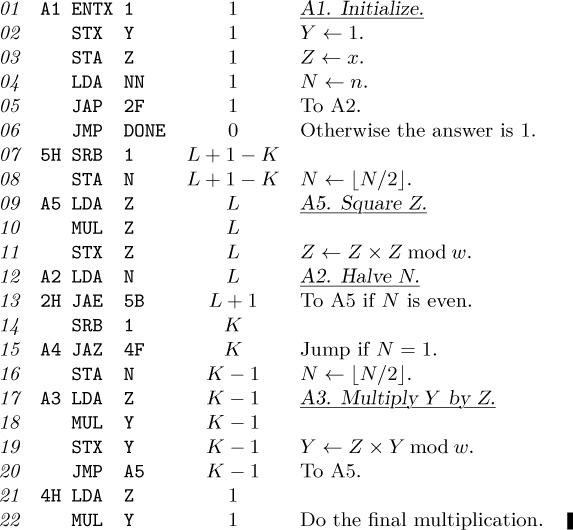 01 A1 ENTX 1 1 A1. Initialize.
02 STX Y 1 Y ← 1.
03 STA Z 1 Z ← x.
04 LDA NN 1 N ← n.
05 JAP 2F 1 To A2.
06 JMP DONE 0 Otherwise the answer is 1.
07 5H SRB 1 L + 1 − K
08 STA N L + 1 − K N ← ⌊N/2⌋.
09 A5 LDA Z L A5. Square Z.
10 MUL Z L
11 STX Z L Z ← Z × Z mod w.
12 A2 LDA N L A2. Halve N.
13 2H JAE 5B L + 1 To A5 if N is even.
14 SRB 1 K
15 A4 JAZ 4F K Jump if N = 1.
16 STA N K − 1 N ← ⌊N/2⌋.
17 A3 LDA Z K − 1 A3. Multiply Y by Z.
18 MUL Y K − 1
19 STX Y K − 1 Y ← Z × Y mod w.
20 JMP A5 K − 1 To A5.
21 4H LDA Z 1
22 MUL Y 1 Do the final multiplication. ▮